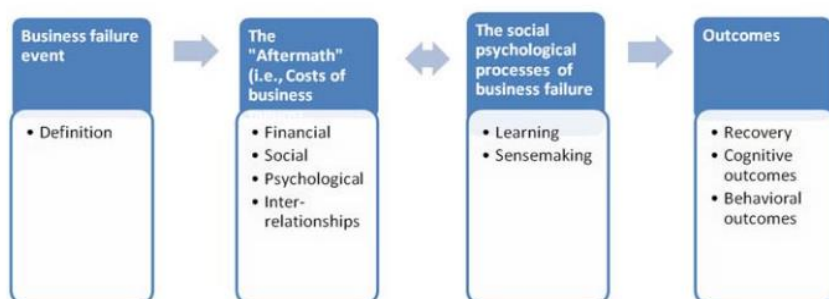 Business failure
event
• Definition
The
"Aftermath"
(i.e., Costs of
business
• Financial
• Social
• Psychological
• Inter-
relationships
The social
psychological
processes of
business failure
• Learning
• Sensemaking
Outcomes
• Recovery
• Cognitive
outcomes
• Behavioral
outcomes